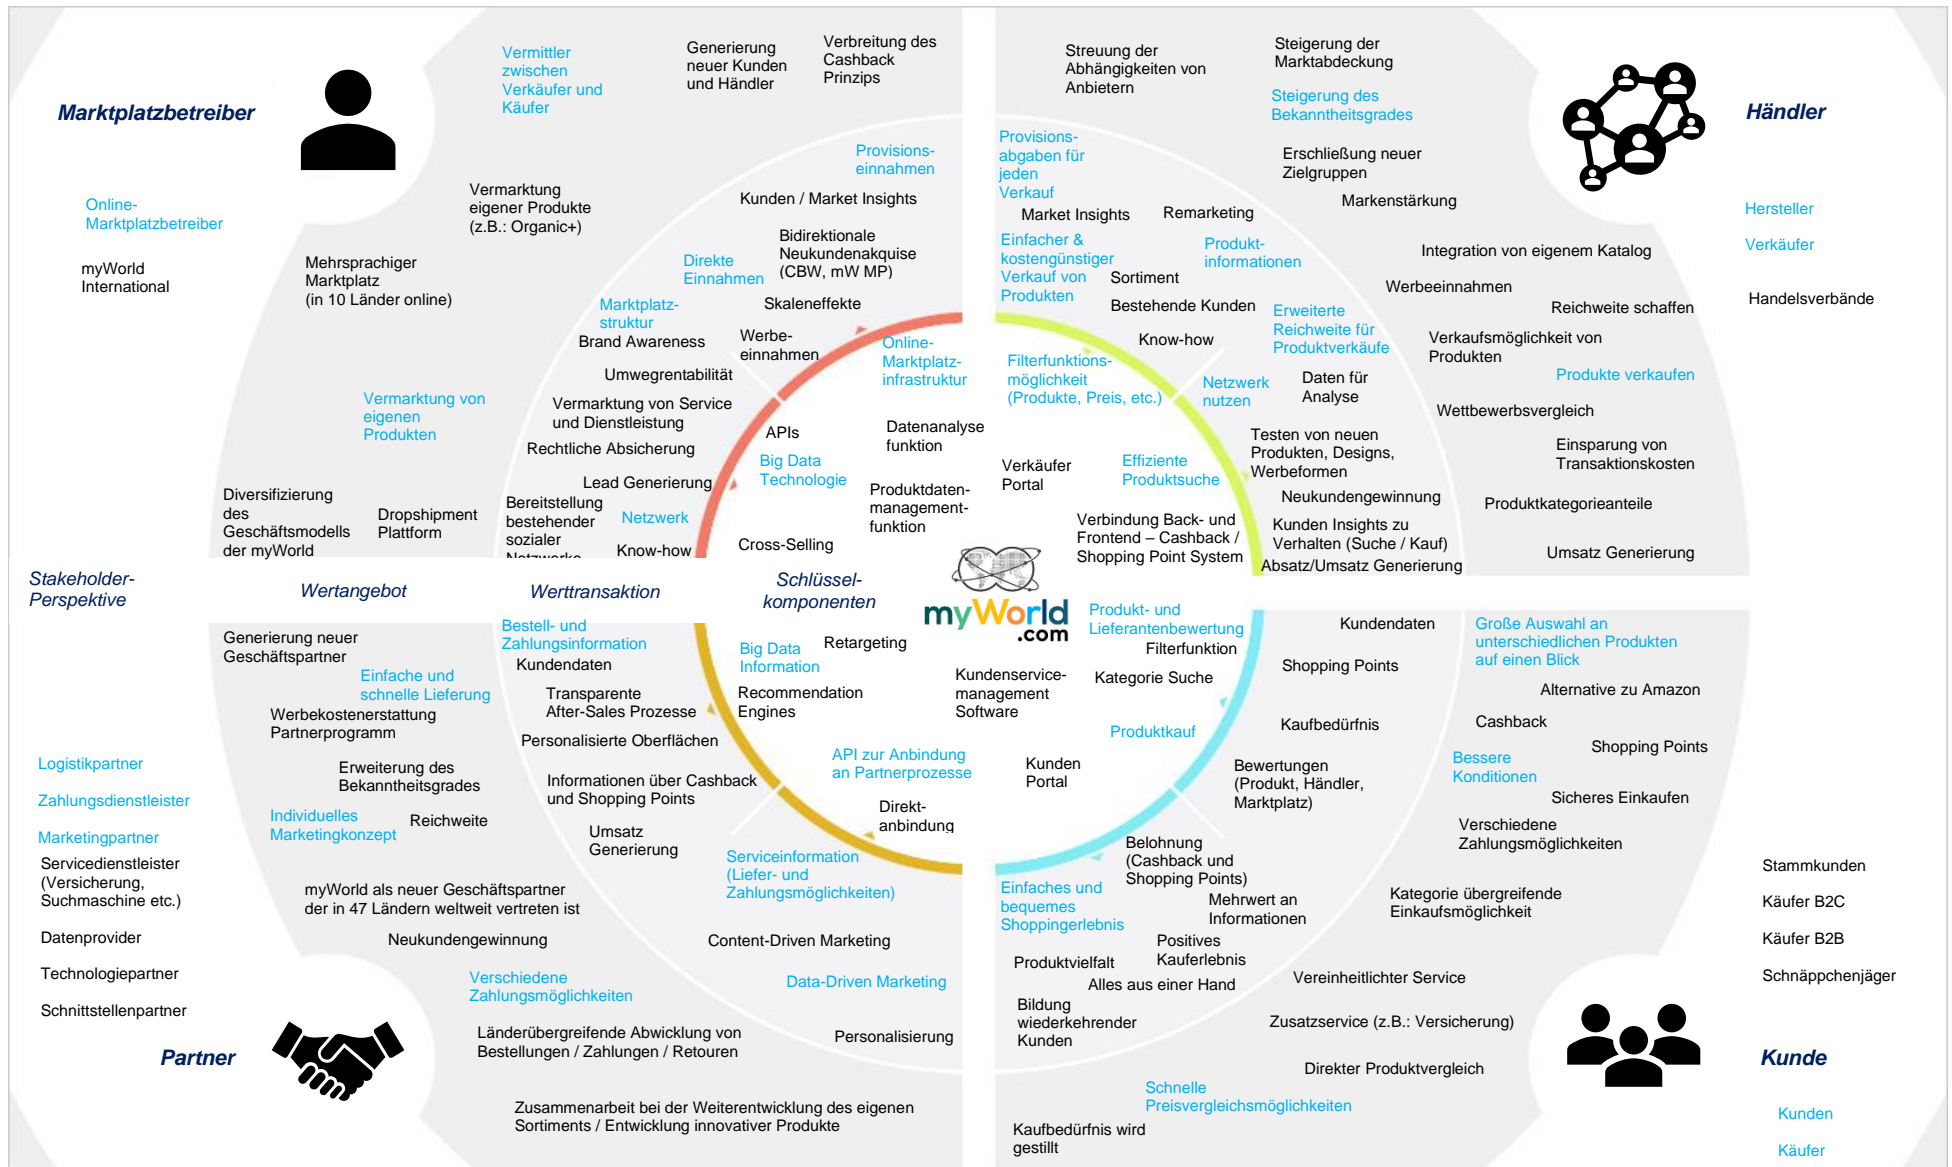 Marktplatzbetreiber
Online-
Marktplatzbetreiber
myWorld
International
Vermittler
zwischen
Verkäufer und
Käufer
Generierung
neuer Kunden
und Händler
Verbreitung des
Cashback
Prinzips
Vermarktung
eigener Produkte
(z.B.: Organic+)
Mehrsprachiger
Marktplatz
(in 10 Länder online)
Vermarktung von
eigenen
Produkten
Diversifizierung
des
Geschäftsmodells
der myWorld
Dropshipment
Plattform
Provisions-
einnahmen
Kunden / Market Insights
Bidirektionale
Neukundenakquise
(CBW, mW MP)
Direkte
Einnahmen
Skaleneffekte
Marktplatz-
struktur
Brand Awareness
Werbe-
einnahmen
Umwegrentabilität
Vermarktung von Service
und Dienstleistung
Rechtliche Absicherung
Lead Generierung
Bereitstellung
bestehender
sozialer
Netzwerke
Netzwerk
Know-how
Online-
Marktplatz-
infrastruktur
APIs
Datenanalyse
funktion
Big Data
Technologie
Produktdaten-
management-
funktion
Cross-Selling
Händler
Hersteller
Verkäufer
Handelsverbände
Streuung der
Abhängigkeiten von
Anbietern
Steigerung der
Marktabdeckung
Steigerung des
Bekanntheitsgrades
Erschließung neuer
Zielgruppen
Markenstärkung
Integration von eigenem Katalog
Werbeeinnahmen
Reichweite schaffen
Verkaufsmöglichkeit von
Produkten
Produkte verkaufen
Wettbewerbsvergleich
Einsparung von
Transaktionskosten
Produktkategorieanteile
Umsatz Generierung
Provisions-
abgaben für
jeden
Verkauf
Market Insights
Remarketing
Einfacher &
kostengünstiger
Verkauf von
Produkten
Produkt-
informationen
Sortiment
Bestehende Kunden
Know-how
Erweiterte
Reichweite für
Produktverkäufe
Netzwerk
nutzen
Daten für
Analyse
Testen von neuen
Produkten, Designs,
Werbeformen
Neukundengewinnung
Kunden Insights zu
Verhalten (Suche / Kauf)
Absatz/Umsatz Generierung
Filterfunktions-
möglichkeit
(Produkte, Preis, etc.)
Verkäufer
Portal
Effiziente
Produktsuche
Verbindung Back- und
Frontend – Cashback /
Shopping Point System
Stakeholder-
Perspektive
Wertangebot
Werttransaktion
Schlüssel-
komponenten
myWorld
.com
Generierung neuer
Geschäftspartner
Einfache und
schnelle Lieferung
Werbekostenerstattung
Partnerprogramm
Erweiterung des
Bekanntheitsgrades
Individuelles
Marketingkonzept
Reichweite
myWorld als neuer Geschäftspartner
der in 47 Ländern weltweit vertreten ist
Neukundengewinnung
Verschiedene
Zahlungsmöglichkeiten
Länderübergreifende Abwicklung von
Bestellungen / Zahlungen / Retouren
Zusammenarbeit bei der Weiterentwicklung des eigenen
Sortiments / Entwicklung innovativer Produkte
Logistikpartner
Zahlungsdienstleister
Marketingpartner
Servicedienstleister
(Versicherung,
Suchmaschine etc.)
Datenprovider
Technologiepartner
Schnittstellenpartner
Partner
Bestell- und
Zahlungsinformation
Kundendaten
Transparente
After-Sales Prozesse
Personalisierte Oberflächen
Informationen über Cashback
und Shopping Points
Umsatz
Generierung
Serviceinformation
(Liefer- und
Zahlungsmöglichkeiten)
Content-Driven Marketing
Data-Driven Marketing
Personalisierung
Big Data
Information
Retargeting
Recommendation
Engines
Kundenservice-
management
Software
API zur Anbindung
an Partnerprozesse
Direkt-
anbindung
Produkt- und
Lieferantenbewertung
Filterfunktion
Kategorie Suche
Produktkauf
Kunden
Portal
Kundendaten
Shopping Points
Kaufbedürfnis
Bewertungen
(Produkt, Händler,
Marktplatz)
Belohnung
(Cashback und
Shopping Points)
Einfaches und
bequemes
Shoppingerlebnis
Mehrwert an
Informationen
Positives
Kauferlebnis
Produktvielfalt
Alles aus einer Hand
Bildung
wiederkehrender
Kunden
Große Auswahl an
unterschiedlichen Produkten
auf einen Blick
Alternative zu Amazon
Cashback
Shopping Points
Bessere
Konditionen
Sicheres Einkaufen
Verschiedene
Zahlungsmöglichkeiten
Kategorie übergreifende
Einkaufsmöglichkeit
Vereinheitlichter Service
Zusatzservice (z.B.: Versicherung)
Direkter Produktvergleich
Schnelle
Preisvergleichsmöglichkeiten
Kaufbedürfnis wird
gestillt
Stammkunden
Käufer B2C
Käufer B2B
Schnäppchenjäger
Kunde
Kunden
Käufer